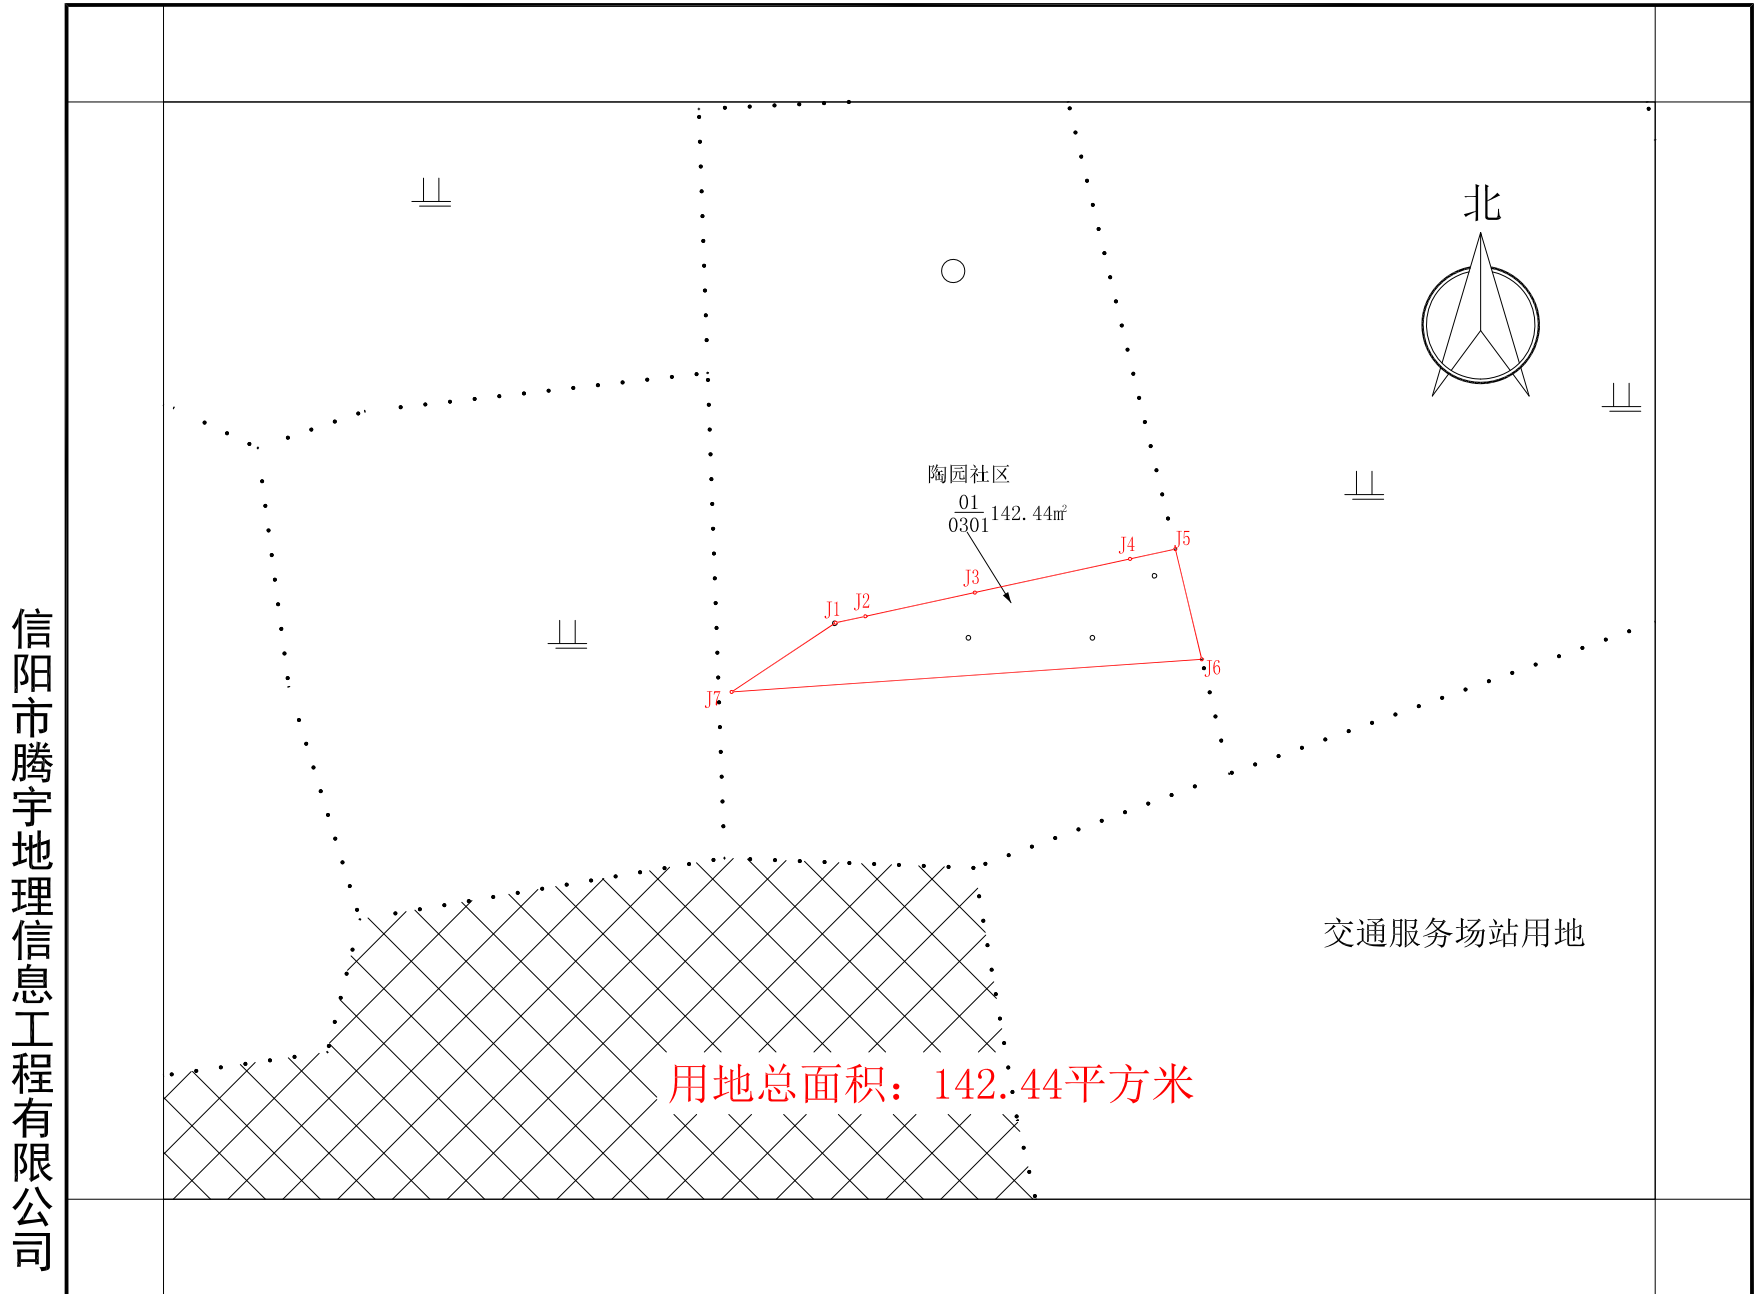 信阳市腾宇地理信息工程有限公司
北
陶园社区
01
0301
142.44㎡
J1
J2
J3
J4
J5
J6
J7
交通服务场站用地
用地总面积：142.44平方米